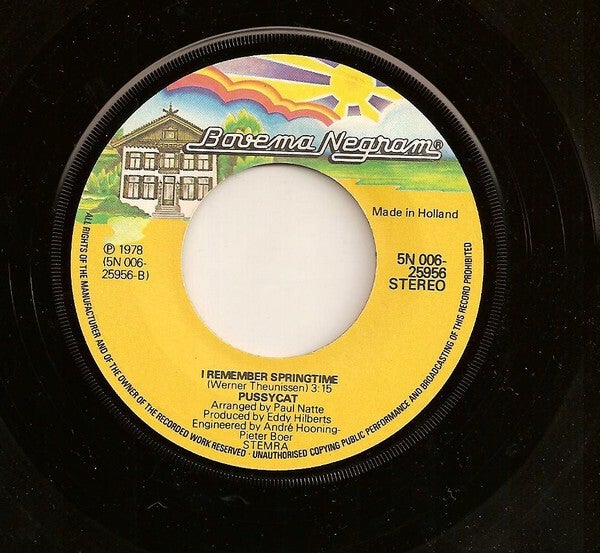 Bovema Negram®
Made in Holland
℗ 1978
(5N 006-
25956-B)
5N 006-
25956
STEREO
I REMEMBER SPRINGTIME
(Werner Theunissen) 3:15
PUSSYCAT
Arranged by Paul Natte
Produced by Eddy Hilberts
Engineered by André Hooning-
Pieter Boer
STEMRA
ALL RIGHTS OF THE MANUFACTURER AND OF THE OWNER OF THE RECORDED WORK RESERVED - UNAUTHORISED COPYING PUBLIC PERFORMANCE AND BROADCASTING OF THIS RECORD PROHIBITED